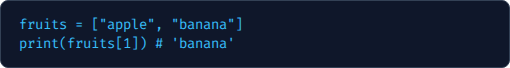 fruits = ["apple", "banana"]
print(fruits[1]) # 'banana'